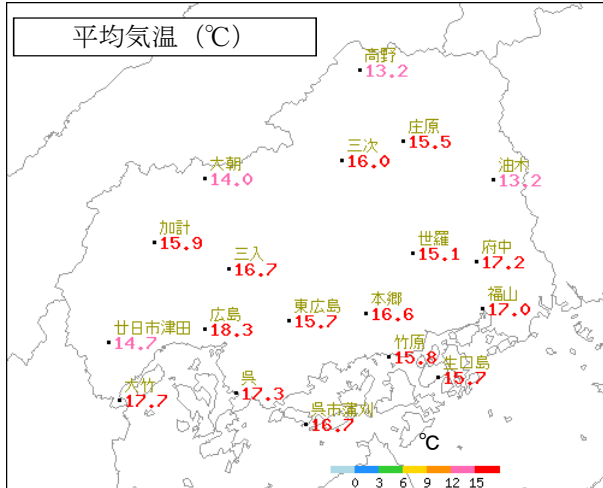 平均気温（℃）
高野
13.2
庄原
15.5
三次
16.0
大朝
14.0
油木
13.2
加計
15.9
三入
16.7
世羅
15.1
府中
17.2
福山
17.0
本郷
16.6
東広島
15.7
広島
18.3
廿日市津田
14.7
竹原
15.8
生口島
15.7
大竹
17.7
呉
17.3
呉市蒲刈
16.7
℃
0 3 6 9 12 15